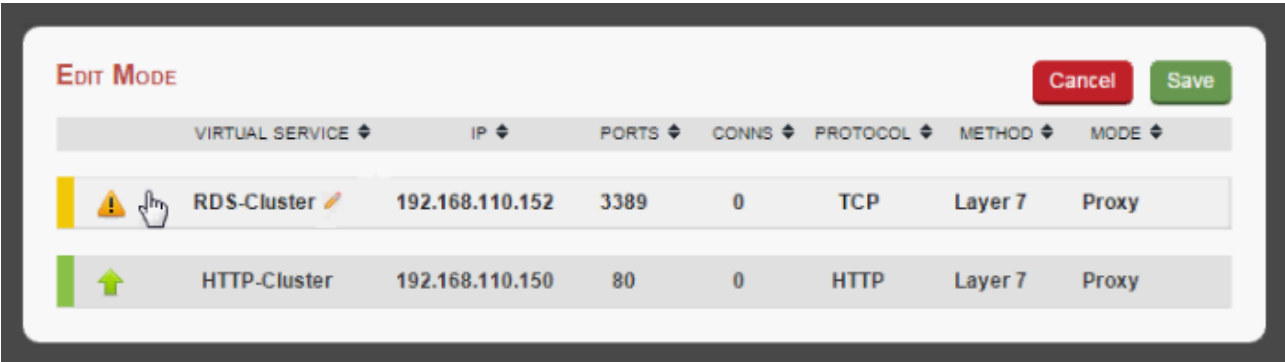 EDIT MODE
Cancel Save
VIRTUAL SERVICE IP PORTS CONNS PROTOCOL METHOD MODE
RDS-Cluster 192.168.110.152 3389 0 TCP Layer 7 Proxy
HTTP-Cluster 192.168.110.150 80 0 HTTP Layer 7 Proxy